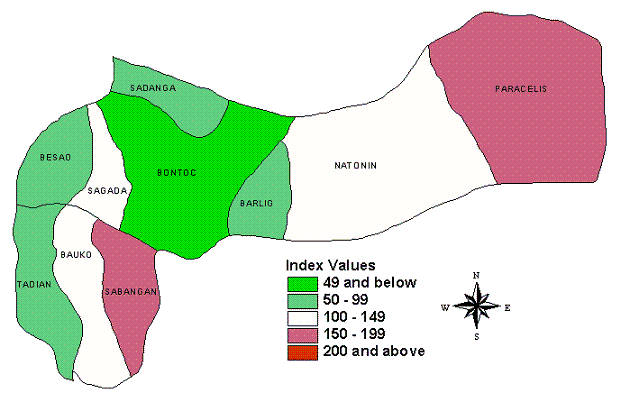 SADANGA
PARACELIS
BESAO
BONTOC
NATONIN
SAGADA
BARLIG
BAUKO
TADIAN
SABANGAN
Index Values
49 and below
50 - 99
100 - 149
150 - 199
200 and above
N
W E
S